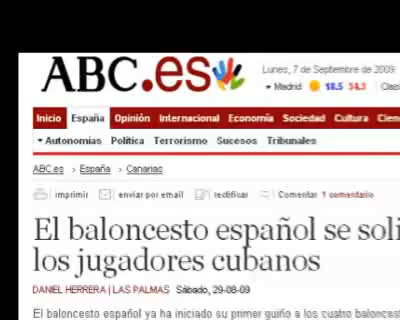 ABC.es
Lunes, 7 de Septiembre de 2009
Madrid 18.5 34.3 Clas
Inicio España Opinión Internacional Economía Sociedad Cultura Cien
Autonomías Política Terrorismo Sucesos Tribunales
ABC.es > España > Canarias
imprimir enviar por email rectificar Comentar 1 comentario
El baloncesto español se soli
los jugadores cubanos
DANIEL HERRERA | LAS PALMAS Sábado, 29-08-09
El baloncesto español ya ha iniciado su primer guiño a los cuatro baloncest